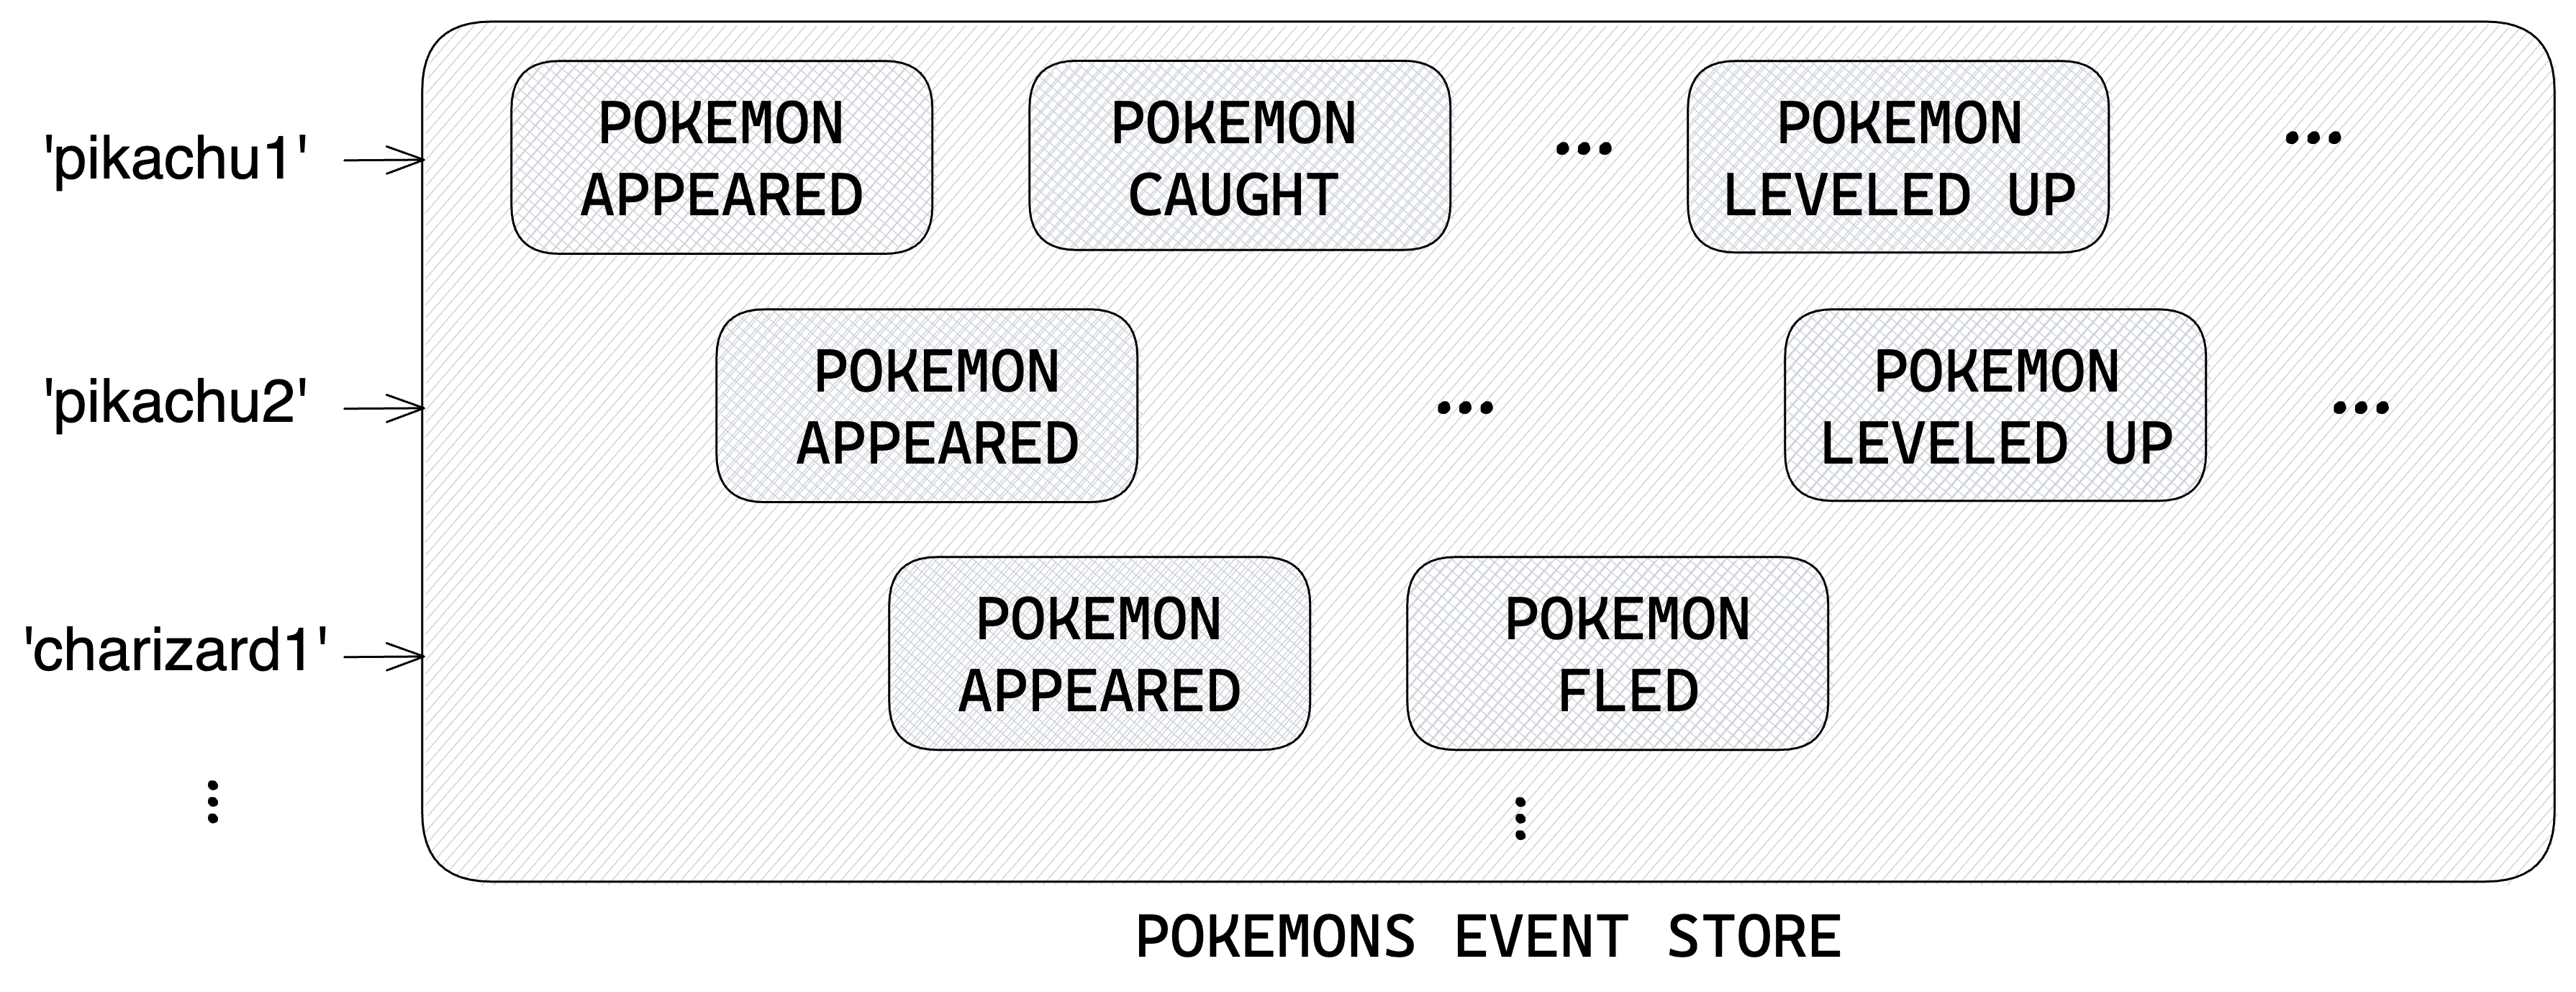 'pikachu1'
POKEMON
APPEARED
POKEMON
CAUGHT
...
POKEMON
LEVELED UP
...
'pikachu2'
POKEMON
APPEARED
...
POKEMON
LEVELED UP
...
'charizard1'
POKEMON
APPEARED
POKEMON
FLED
POKEMONS EVENT STORE